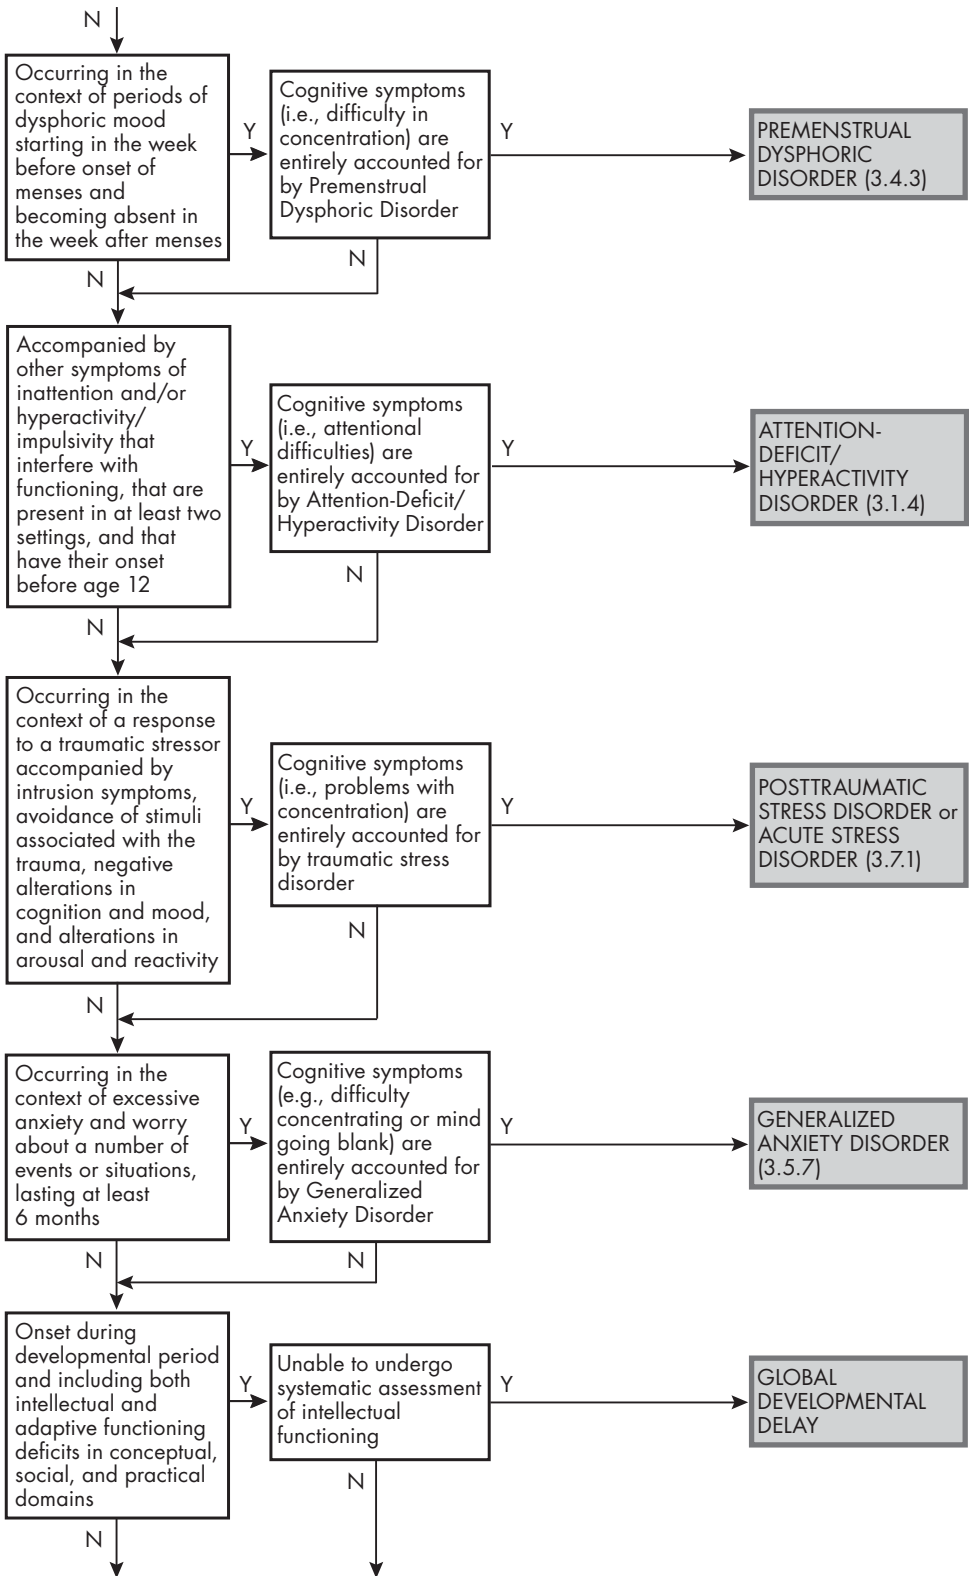 N
Occurring in the
context of periods of
dysphoric mood
starting in the week
before onset of
menses and
becoming absent in
the week after menses
Y
Cognitive symptoms
(i.e., difficulty in
concentration) are
entirely accounted for
by Premenstrual
Dysphoric Disorder
Y
PREMENSTRUAL
DYSPHORIC
DISORDER (3.4.3)
N
N
Accompanied by
other symptoms of
inattention and/or
hyperactivity/
impulsivity that
interfere with
functioning, that are
present in at least two
settings, and that
have their onset
before age 12
Y
Cognitive symptoms
(i.e., attentional
difficulties) are
entirely accounted for
by Attention-Deficit/
Hyperactivity Disorder
Y
ATTENTION-
DEFICIT/
HYPERACTIVITY
DISORDER (3.1.4)
N
N
Occurring in the
context of a response
to a traumatic stressor
accompanied by
intrusion symptoms,
avoidance of stimuli
associated with the
trauma, negative
alterations in
cognition and mood,
and alterations in
arousal and reactivity
Y
Cognitive symptoms
(i.e., problems with
concentration) are
entirely accounted for
by traumatic stress
disorder
Y
POSTTRAUMATIC
STRESS DISORDER or
ACUTE STRESS
DISORDER (3.7.1)
N
N
Occurring in the
context of excessive
anxiety and worry
about a number of
events or situations,
lasting at least
6 months
Y
Cognitive symptoms
(e.g., difficulty
concentrating or mind
going blank) are
entirely accounted for
by Generalized
Anxiety Disorder
Y
GENERALIZED
ANXIETY DISORDER
(3.5.7)
N
N
Onset during
developmental period
and including both
intellectual and
adaptive functioning
deficits in conceptual,
social, and practical
domains
Y
Unable to undergo
systematic assessment
of intellectual
functioning
Y
GLOBAL
DEVELOPMENTAL
DELAY
N
N